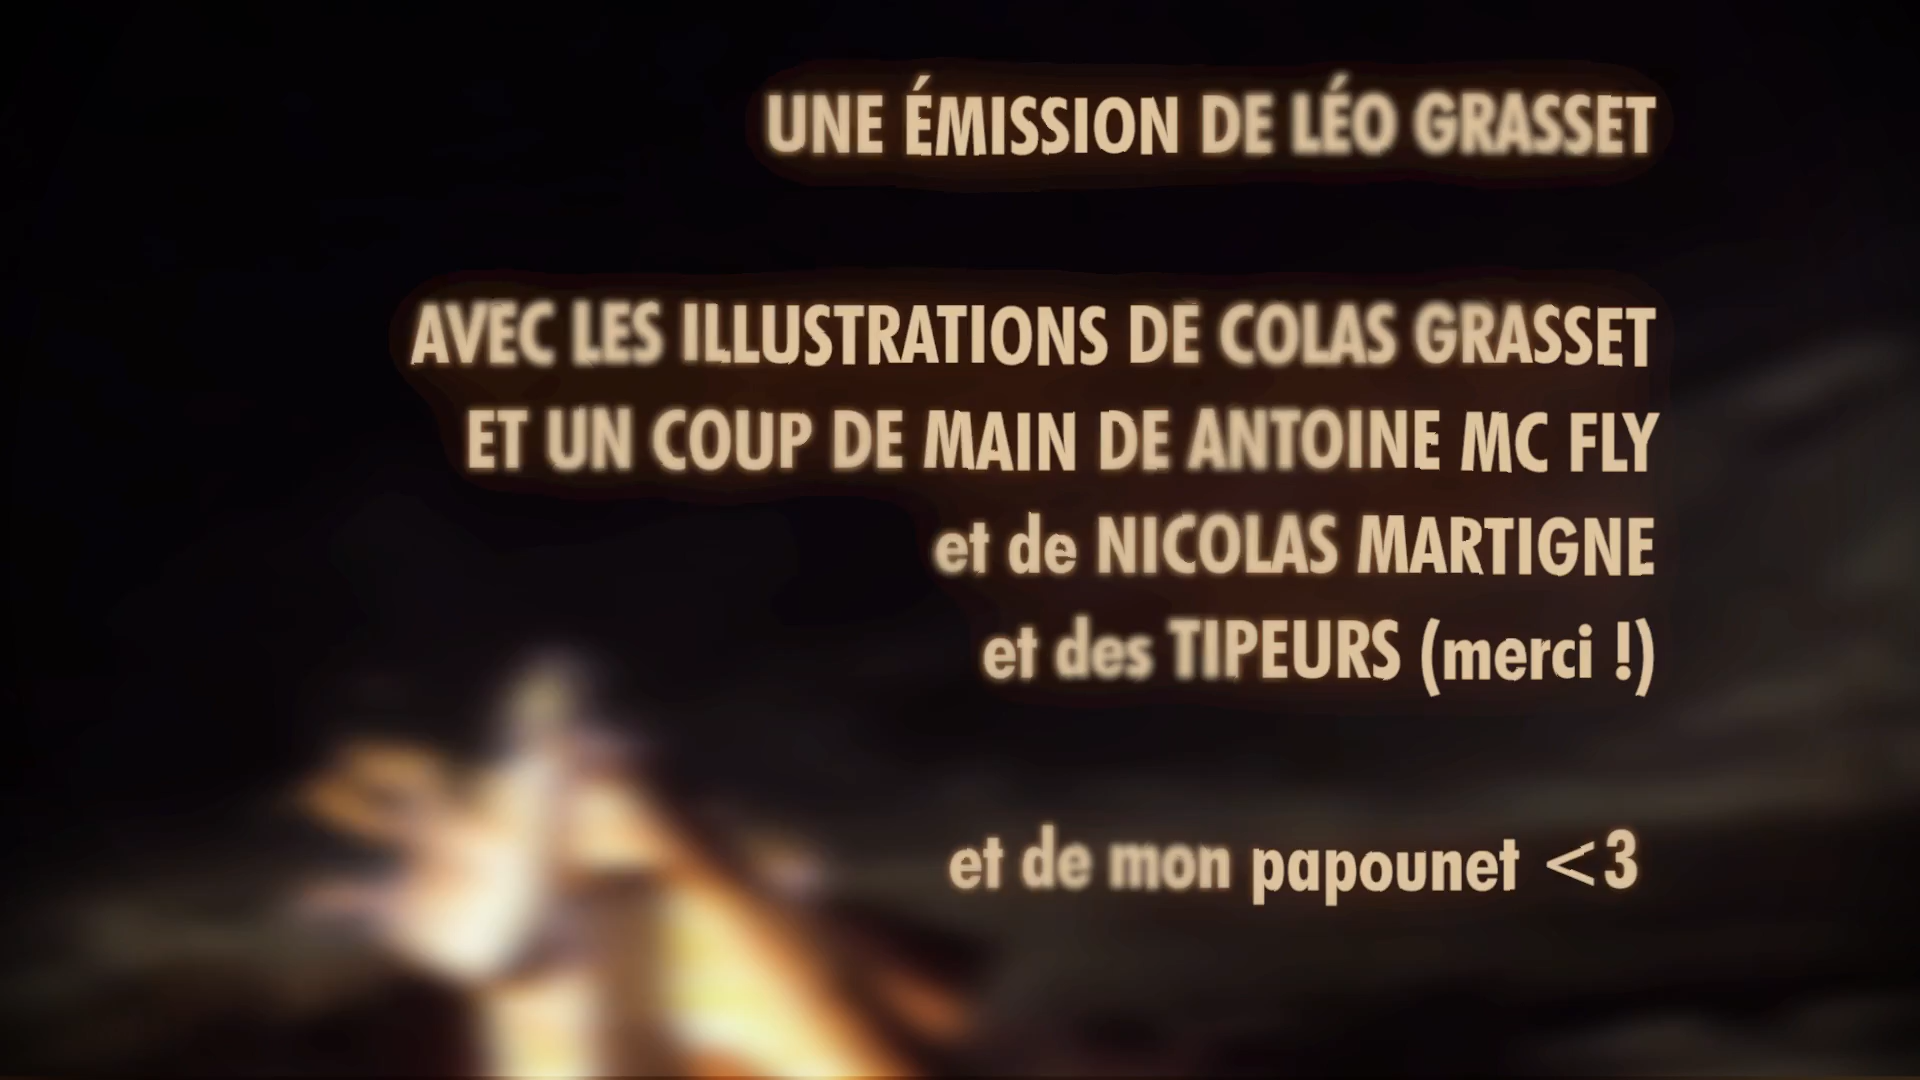 UNE ÉMISSION DE LÉO GRASSET
AVEC LES ILLUSTRATIONS DE COLAS GRASSET
ET UN COUP DE MAIN DE ANTOINE MC FLY
et de NICOLAS MARTIGNE
et des TIPEURS (merci !)
et de mon papounet <3